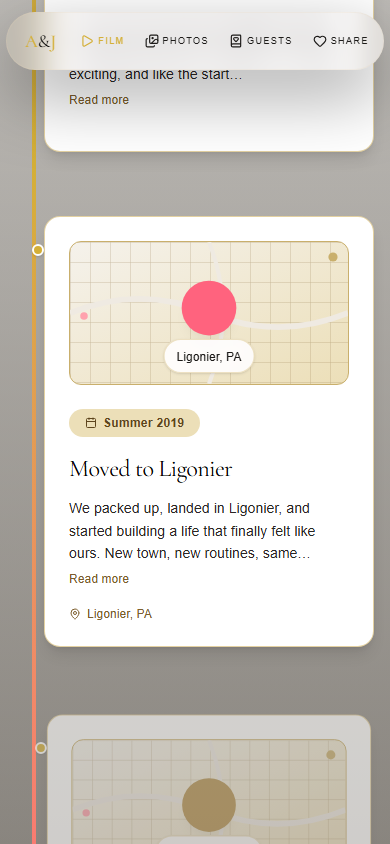 A&J
FILM
PHOTOS
GUESTS
SHARE
exciting, and like the start…
Read more
Ligonier, PA
Summer 2019
Moved to Ligonier
We packed up, landed in Ligonier, and
started building a life that finally felt like
ours. New town, new routines, same…
Read more
Ligonier, PA